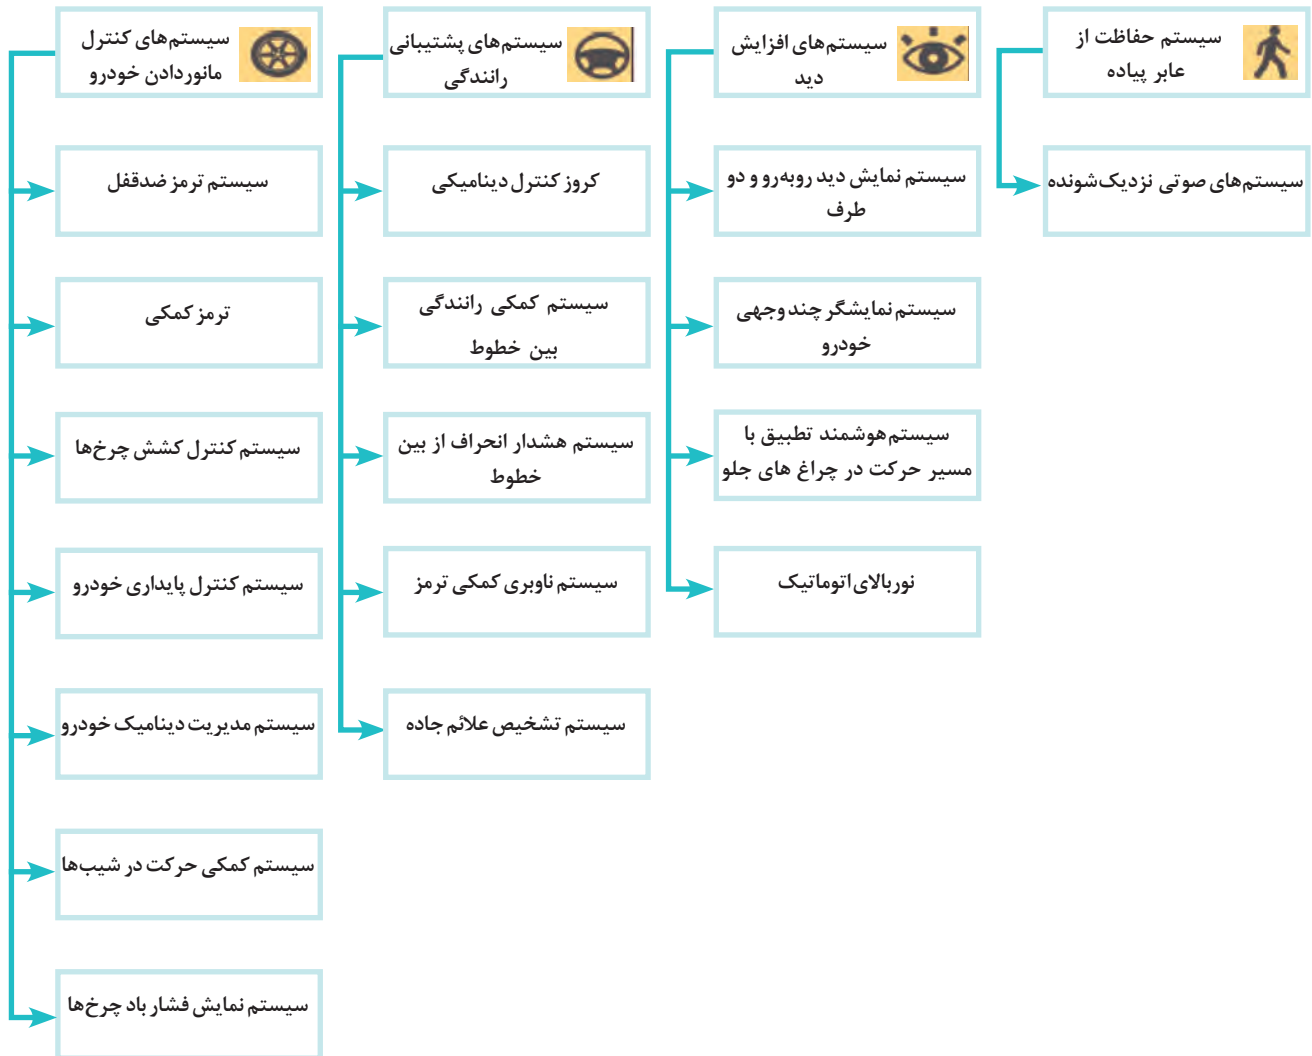 سیستم حفاظت از
عابر پیاده
سیستم‌های صوتی نزدیک‌شونده
سیستم‌های افزایش
دید
سیستم نمایش دید روبه‌رو و دو
طرف
سیستم نمایشگر چند وجهی
خودرو
سیستم هوشمند تطبیق با
مسیر حرکت در چراغ های جلو
نوربالای اتوماتیک
سیستم‌های پشتیبانی
رانندگی
کروز کنترل دینامیکی
سیستم کمکی رانندگی
بین خطوط
سیستم هشدار انحراف از بین
خطوط
سیستم ناوبری کمکی ترمز
سیستم تشخیص علائم جاده
سیستم‌های کنترل
مانوردادن خودرو
سیستم ترمز ضدقفل
ترمز کمکی
سیستم کنترل کشش چرخ‌ها
سیستم کنترل پایداری خودرو
سیستم مدیریت دینامیک خودرو
سیستم کمکی حرکت در شیب‌ها
سیستم نمایش فشار باد چرخ‌ها